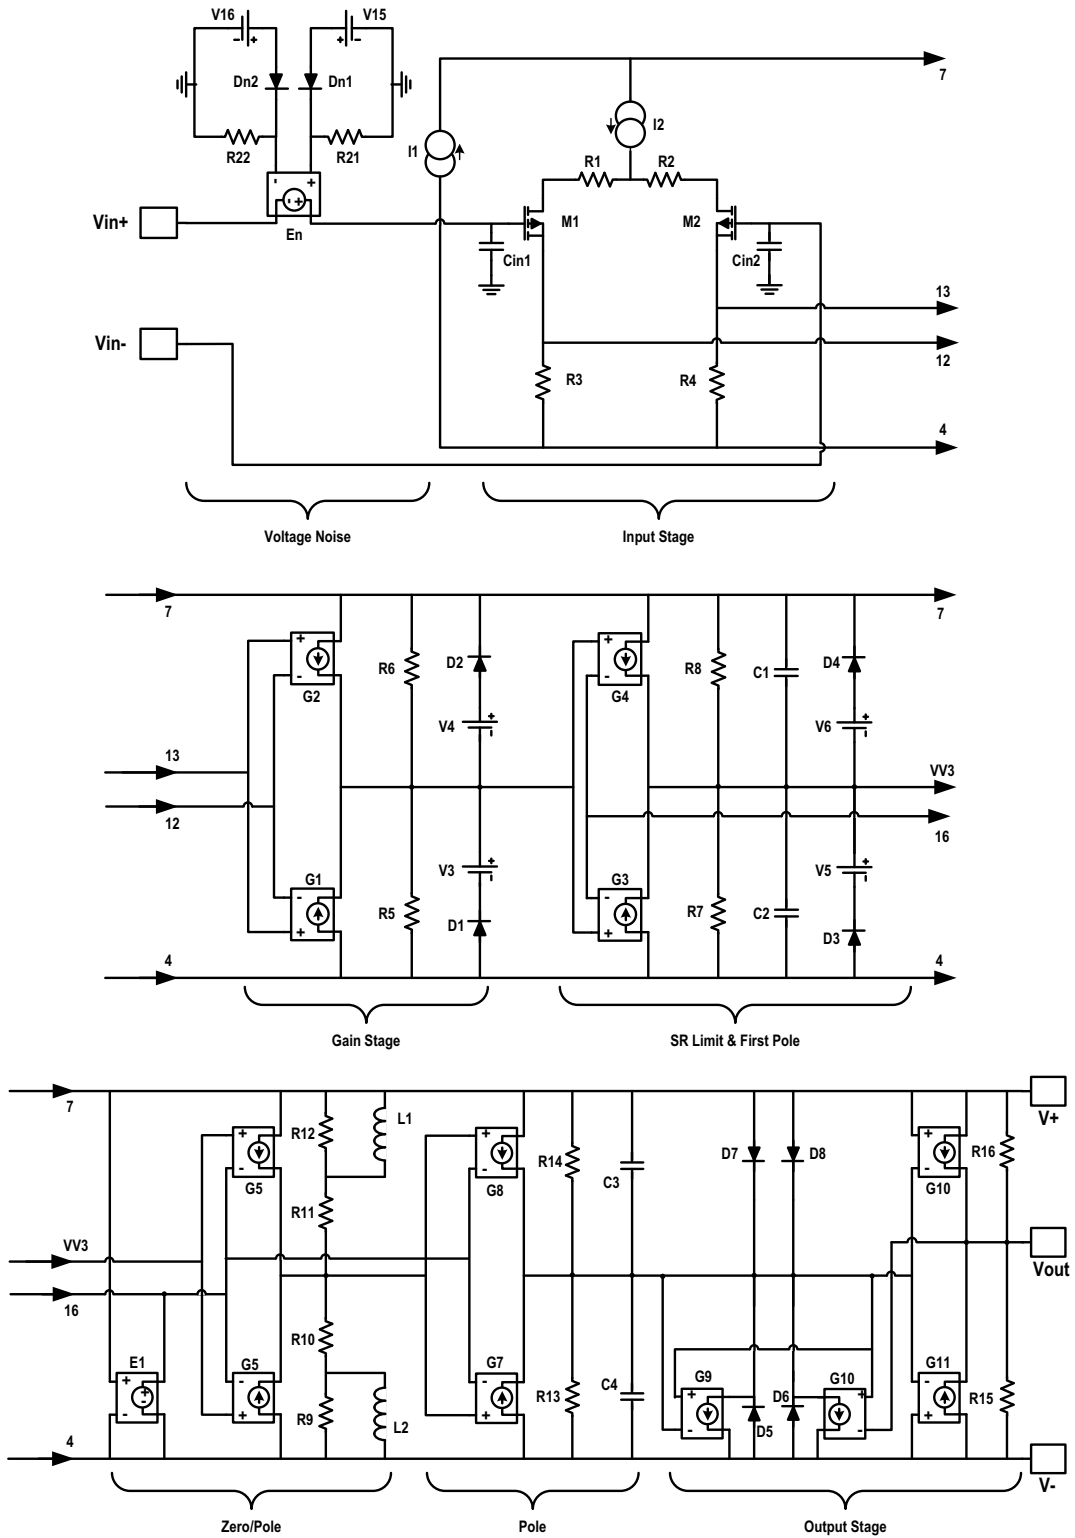 V16 V15
Dn2 Dn1
R22 R21
- + - +
- +
- +
En
Vin+
Vin-
I1
I2
R1 R2
M1 M2
Cin1 Cin2
R3 R4
7
13
12
4
Voltage Noise Input Stage
7 7
+
-
G2
R6 D2
V4 +
-
+
-
G4
R8 C1 D4
V6 +
-
13
12
VV3
16
G1
-
+
R5 V3 +
-
D1
G3
-
+
R7 C2 V5 +
-
D3
4 4
Gain Stage SR Limit & First Pole
7
V+
+
-
G5
R12 L1
R11
+
-
G8
R14 C3
D7 D8
+
-
G10
R16
VV3
16
Vout
E1
+ +
- -
G5
-
+
R10
R9 L2
G7
-
+
R13 C4
G9
+
-
D5
D6
G10
+
-
G11
-
+
R15
4
V-
Zero/Pole Pole Output Stage